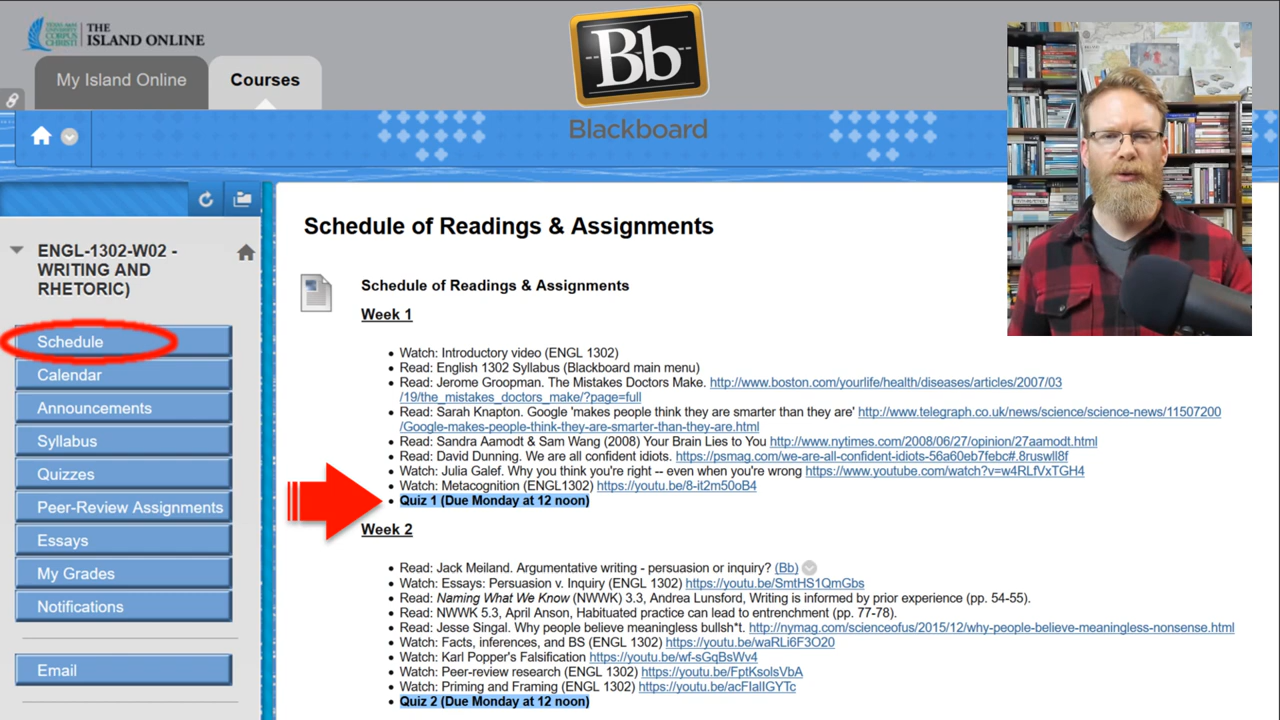 TEXAS A&M
UNIVERSITY
CORPUS
CHRISTI
THE
ISLAND ONLINE
My Island Online
Courses
Bb
Blackboard
ENGL-1302-W02 -
WRITING AND
RHETORIC)
Schedule
Calendar
Announcements
Syllabus
Quizzes
Peer-Review Assignments
Essays
My Grades
Notifications
Email
Schedule of Readings & Assignments
Schedule of Readings & Assignments
Week 1
Watch: Introductory video (ENGL 1302)
Read: English 1302 Syllabus (Blackboard main menu)
Read: Jerome Groopman. The Mistakes Doctors Make. http://www.boston.com/yourlife/health/diseases/articles/2007/03
/19/the_mistakes_doctors_make/?page=full
Read: Sarah Knapton. Google 'makes people think they are smarter than they are' http://www.telegraph.co.uk/news/science/science-news/11507200
/Google-makes-people-think-they-are-smarter-than-they-are.html
Read: Sandra Aamodt & Sam Wang (2008) Your Brain Lies to You http://www.nytimes.com/2008/06/27/opinion/27aamodt.html
Read: David Dunning. We are all confident idiots. https://psmag.com/we-are-all-confident-idiots-56a60eb7febc#.8ruswll8f
Watch: Julia Galef. Why you think you're right -- even when you're wrong https://www.youtube.com/watch?v=w4RLfVxTGH4
Watch: Metacognition (ENGL1302) https://youtu.be/8-it2m50oB4
Quiz 1 (Due Monday at 12 noon)
Week 2
Read: Jack Meiland. Argumentative writing - persuasion or inquiry? (Bb)
Watch: Essays: Persuasion v. Inquiry (ENGL 1302) https://youtu.be/SmtHS1QmGbs
Read: Naming What We Know (NWWK) 3.3, Andrea Lunsford, Writing is informed by prior experience (pp. 54-55).
Read: NWWK 5.3, April Anson, Habituated practice can lead to entrenchment (pp. 77-78).
Read: Jesse Singal. Why people believe meaningless bullsh*t. http://nymag.com/scienceofus/2015/12/why-people-believe-meaningless-nonsense.html
Watch: Facts, inferences, and BS (ENGL 1302) https://youtu.be/waRLi6F3O20
Watch: Karl Popper's Falsification https://youtu.be/wf-sGqBsWv4
Watch: Peer-review research (ENGL 1302) https://youtu.be/FptKsolsVbA
Watch: Priming and Framing (ENGL 1302) https://youtu.be/acFIalIGYTc
Quiz 2 (Due Monday at 12 noon)